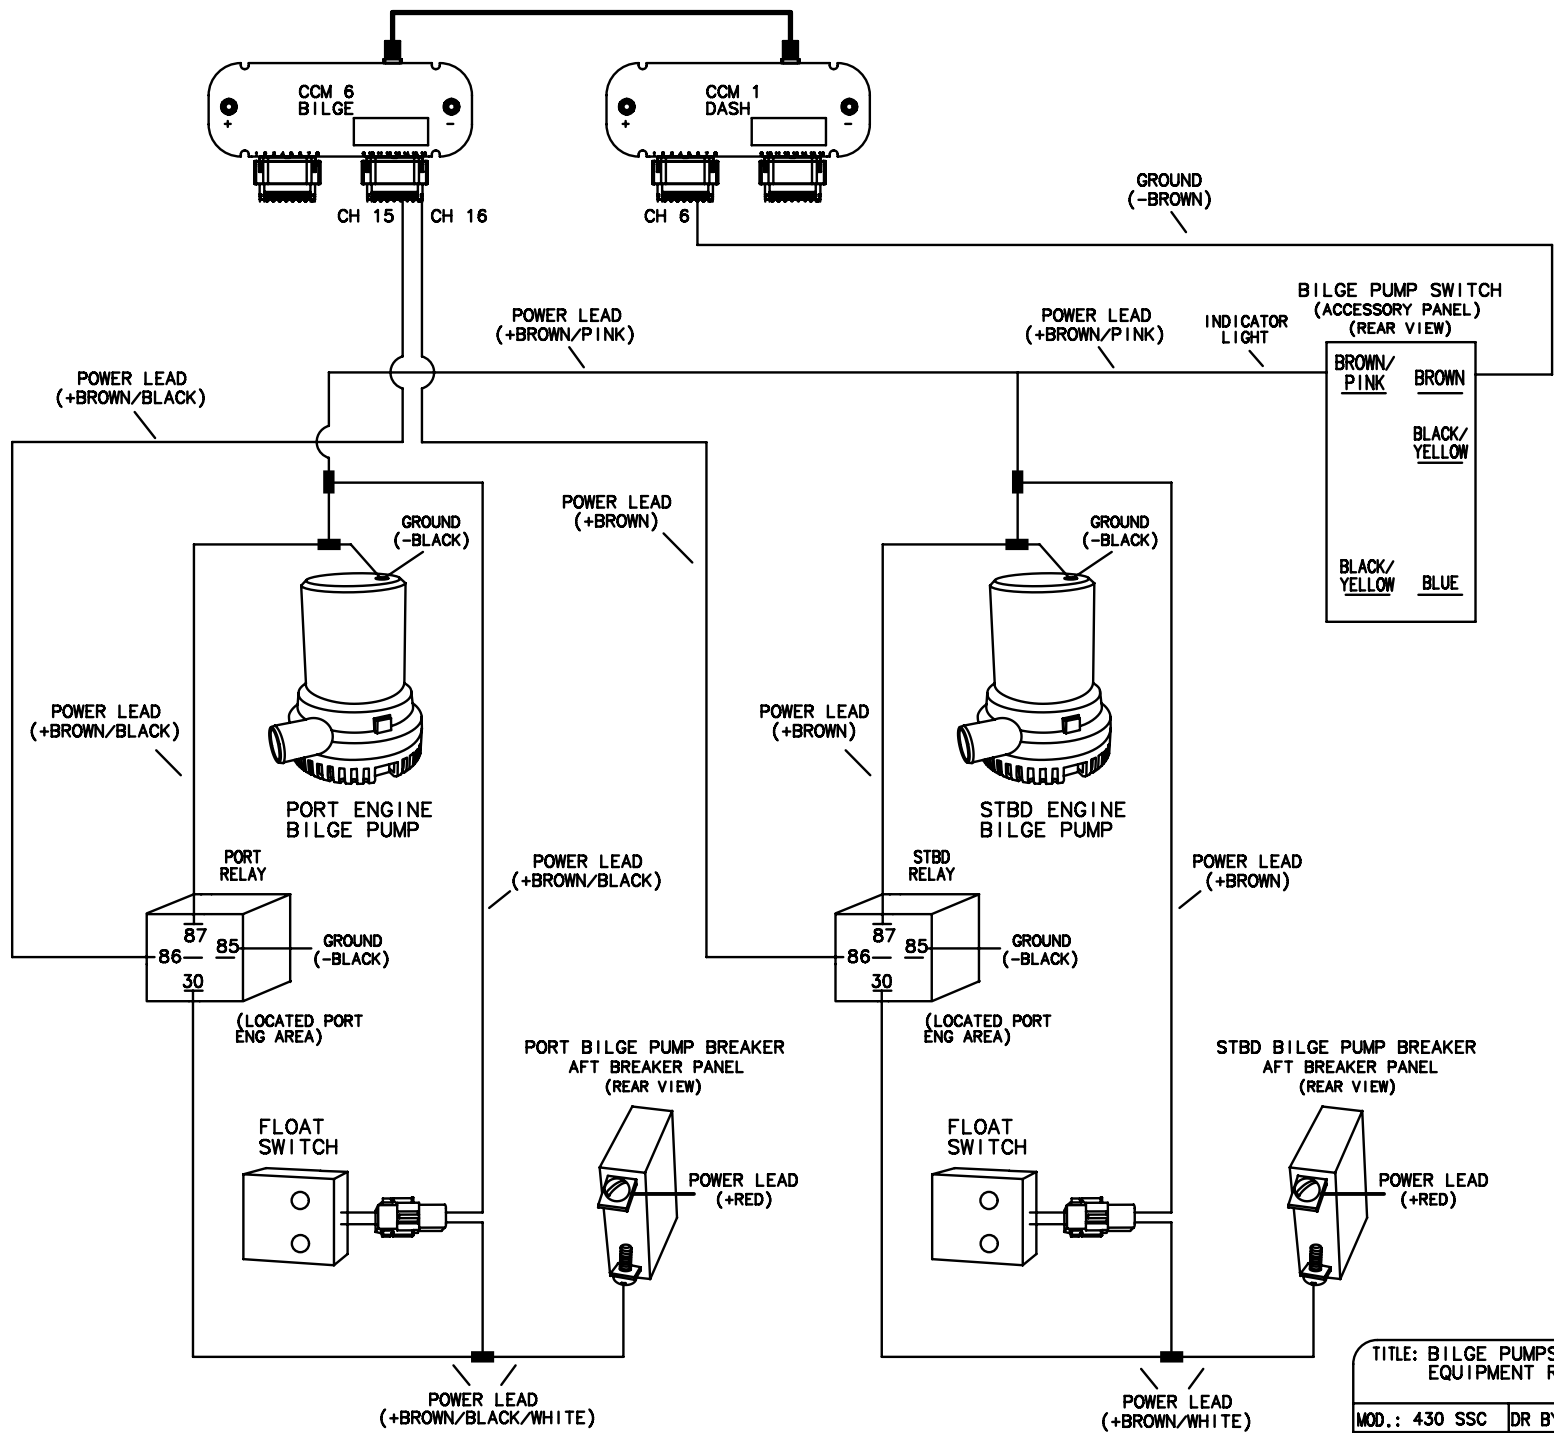 CCM 6
BILGE
+
-
CCM 1
DASH
+
-
CH 15
CH 16
CH 6
GROUND
(-BROWN)
BILGE PUMP SWITCH
(ACCESSORY PANEL)
(REAR VIEW)
POWER LEAD
(+BROWN/PINK)
POWER LEAD
(+BROWN/PINK)
INDICATOR
LIGHT
BROWN/
PINK
BROWN
BLACK/
YELLOW
BLACK/
YELLOW
BLUE
POWER LEAD
(+BROWN/BLACK)
POWER LEAD
(+BROWN)
GROUND
(-BLACK)
GROUND
(-BLACK)
POWER LEAD
(+BROWN/BLACK)
POWER LEAD
(+BROWN)
PORT ENGINE
BILGE PUMP
STBD ENGINE
BILGE PUMP
PORT
RELAY
POWER LEAD
(+BROWN/BLACK)
STBD
RELAY
POWER LEAD
(+BROWN)
87
86
85
30
GROUND
(-BLACK)
87
86
85
30
GROUND
(-BLACK)
(LOCATED PORT
ENG AREA)
(LOCATED PORT
ENG AREA)
PORT BILGE PUMP BREAKER
AFT BREAKER PANEL
(REAR VIEW)
STBD BILGE PUMP BREAKER
AFT BREAKER PANEL
(REAR VIEW)
FLOAT
SWITCH
FLOAT
SWITCH
POWER LEAD
(+RED)
POWER LEAD
(+RED)
POWER LEAD
(+BROWN/BLACK/WHITE)
POWER LEAD
(+BROWN/WHITE)
TITLE: BILGE PUMPS
EQUIPMENT R
MOD.: 430 SSC
DR BY